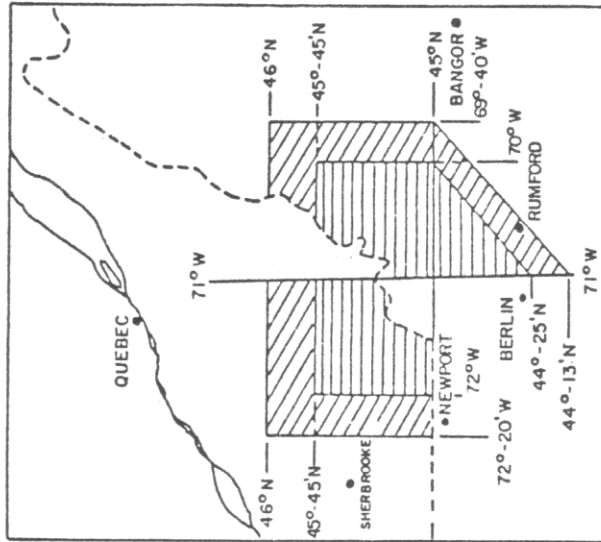 QUEBEC
71° W
46° N
46° N
45°-45'N
45°-45'N
SHERBROOKE
45° N
BANGOR
69°-40'W
NEWPORT
72°W
70°W
72°-20'W
BERLIN
RUMFORD
44°-25'N
44°-13'N
71° W